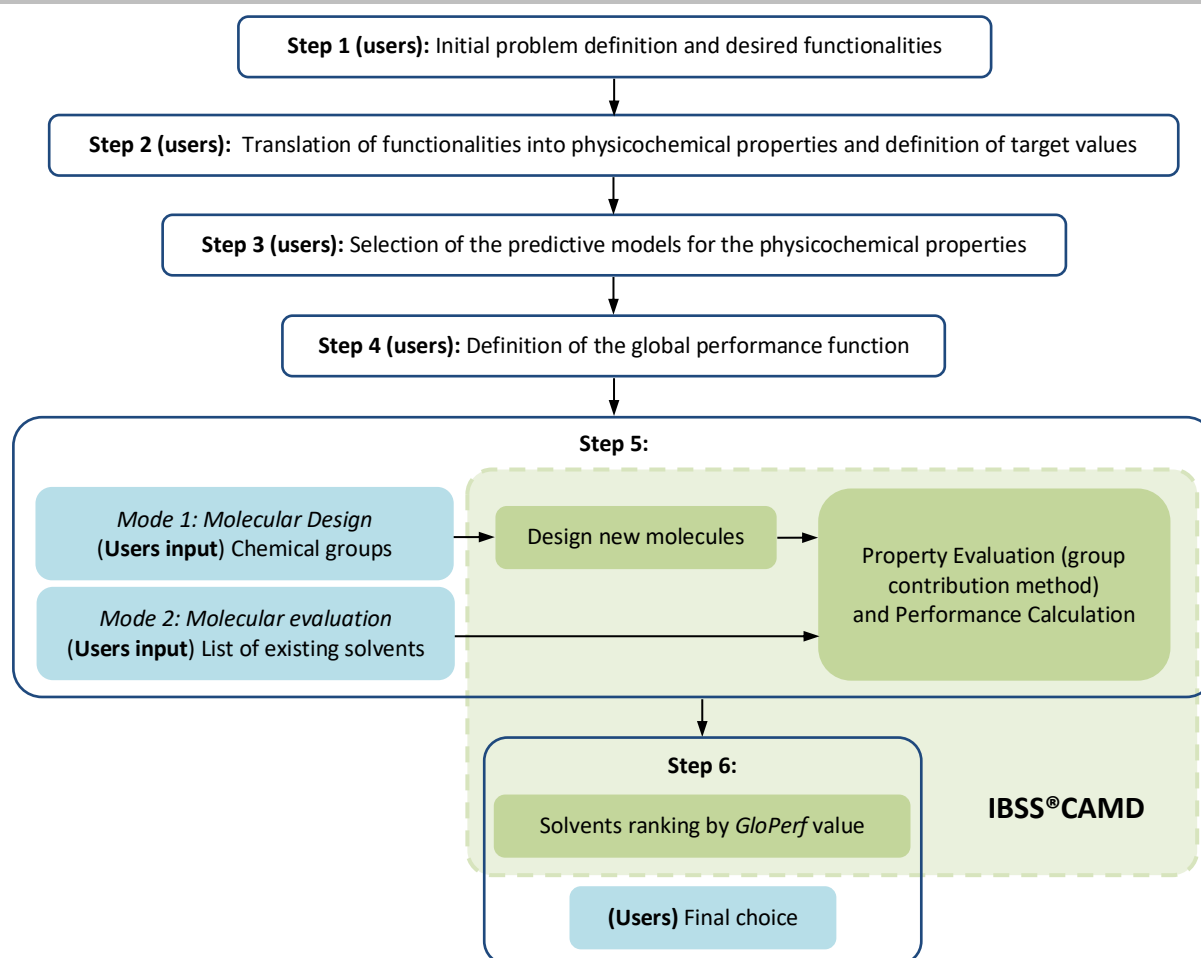 Step 1 (users): Initial problem definition and desired functionalities
Step 2 (users): Translation of functionalities into physicochemical properties and definition of target values
Step 3 (users): Selection of the predictive models for the physicochemical properties
Step 4 (users): Definition of the global performance function
Step 5:
Mode 1: Molecular Design
(Users input) Chemical groups
Design new molecules
Property Evaluation (group
contribution method)
and Performance Calculation
Mode 2: Molecular evaluation
(Users input) List of existing solvents
Step 6:
Solvents ranking by GloPerf value
IBSS®CAMD
(Users) Final choice